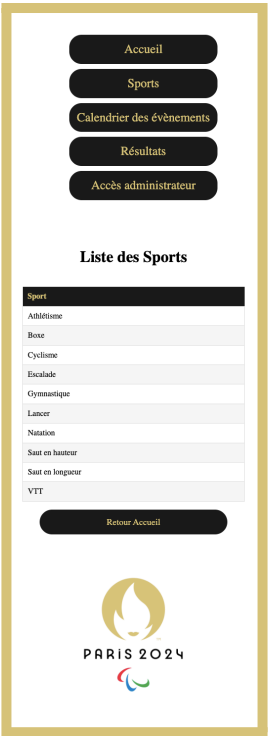 Accueil
Sports
Calendrier des évènements
Résultats
Accès administrateur
Liste des Sports
Sport
Athlétisme
Boxe
Cyclisme
Escalade
Gymnastique
Lancer
Natation
Saut en hauteur
Saut en longueur
VTT
Retour Accueil
PARiS 2024